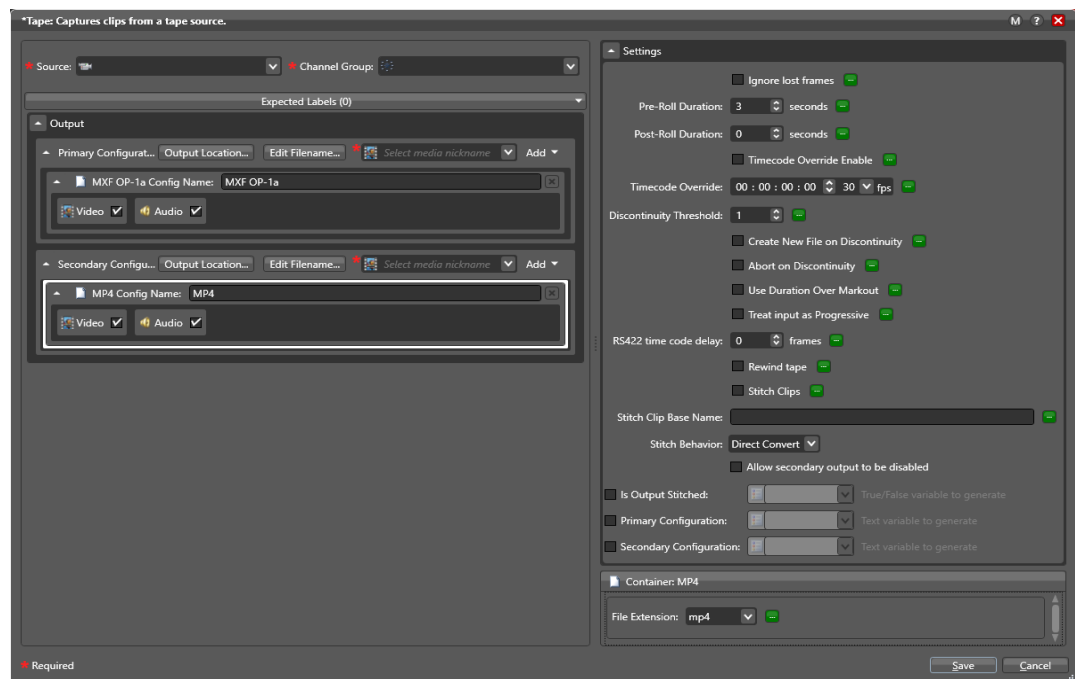 *Tape: Captures clips from a tape source.
M ?
* Source:
* Channel Group:
Expected Labels (0)
Output
Primary Configurat... Output Location... Edit Filename... * Select media nickname Add
MXF OP-1a Config Name: MXF OP-1a
Video Audio
Secondary Configu... Output Location... Edit Filename... * Select media nickname Add
MP4 Config Name: MP4
Video Audio
Settings
Ignore lost frames
Pre-Roll Duration: 3 seconds
Post-Roll Duration: 0 seconds
Timecode Override Enable
Timecode Override: 00 : 00 : 00 : 00 30 fps
Discontinuity Threshold: 1
Create New File on Discontinuity
Abort on Discontinuity
Use Duration Over Markout
Treat input as Progressive
RS422 time code delay: 0 frames
Rewind tape
Stitch Clips
Stitch Clip Base Name:
Stitch Behavior: Direct Convert
Allow secondary output to be disabled
Is Output Stitched: True/False variable to generate
Primary Configuration: Text variable to generate
Secondary Configuration: Text variable to generate
Container: MP4
File Extension: mp4
* Required
Save Cancel